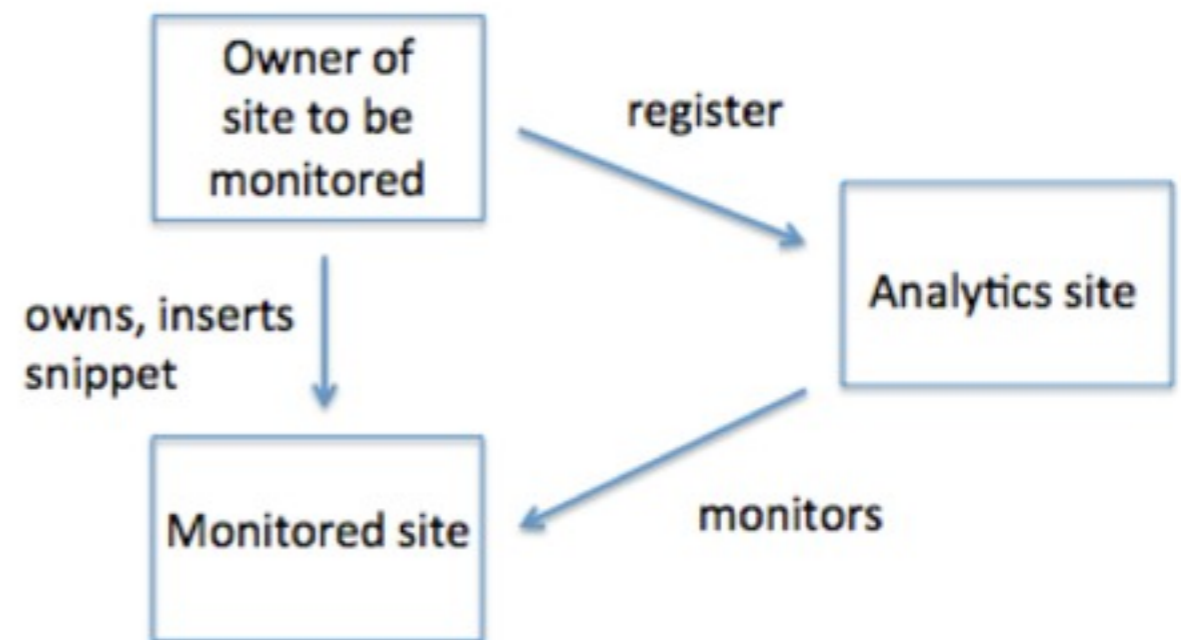 Owner of
site to be
monitored
register
Analytics site
owns, inserts
snippet
Monitored site
monitors